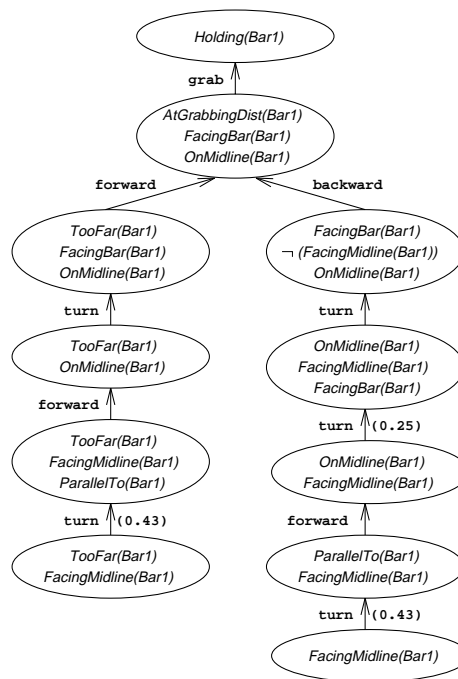 Holding(Bar1)
grab
AtGrabbingDist(Bar1)
FacingBar(Bar1)
OnMidline(Bar1)
forward
backward
TooFar(Bar1)
FacingBar(Bar1)
OnMidline(Bar1)
FacingBar(Bar1)
¬ (FacingMidline(Bar1))
OnMidline(Bar1)
turn
turn
TooFar(Bar1)
OnMidline(Bar1)
OnMidline(Bar1)
FacingMidline(Bar1)
FacingBar(Bar1)
forward
turn (0.25)
TooFar(Bar1)
FacingMidline(Bar1)
ParallelTo(Bar1)
OnMidline(Bar1)
FacingMidline(Bar1)
turn (0.43)
forward
TooFar(Bar1)
FacingMidline(Bar1)
ParallelTo(Bar1)
FacingMidline(Bar1)
turn (0.43)
FacingMidline(Bar1)